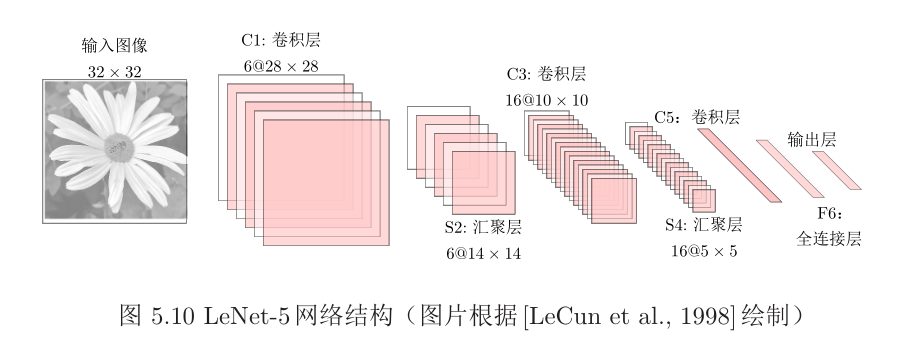 输入图像
32 × 32
C1: 卷积层
6@28 × 28
S2: 汇聚层
6@14 × 14
C3: 卷积层
16@10 × 10
S4: 汇聚层
16@5 × 5
C5：卷积层
F6：
全连接层
输出层
图 5.10 LeNet-5网络结构（图片根据[LeCun et al., 1998]绘制）